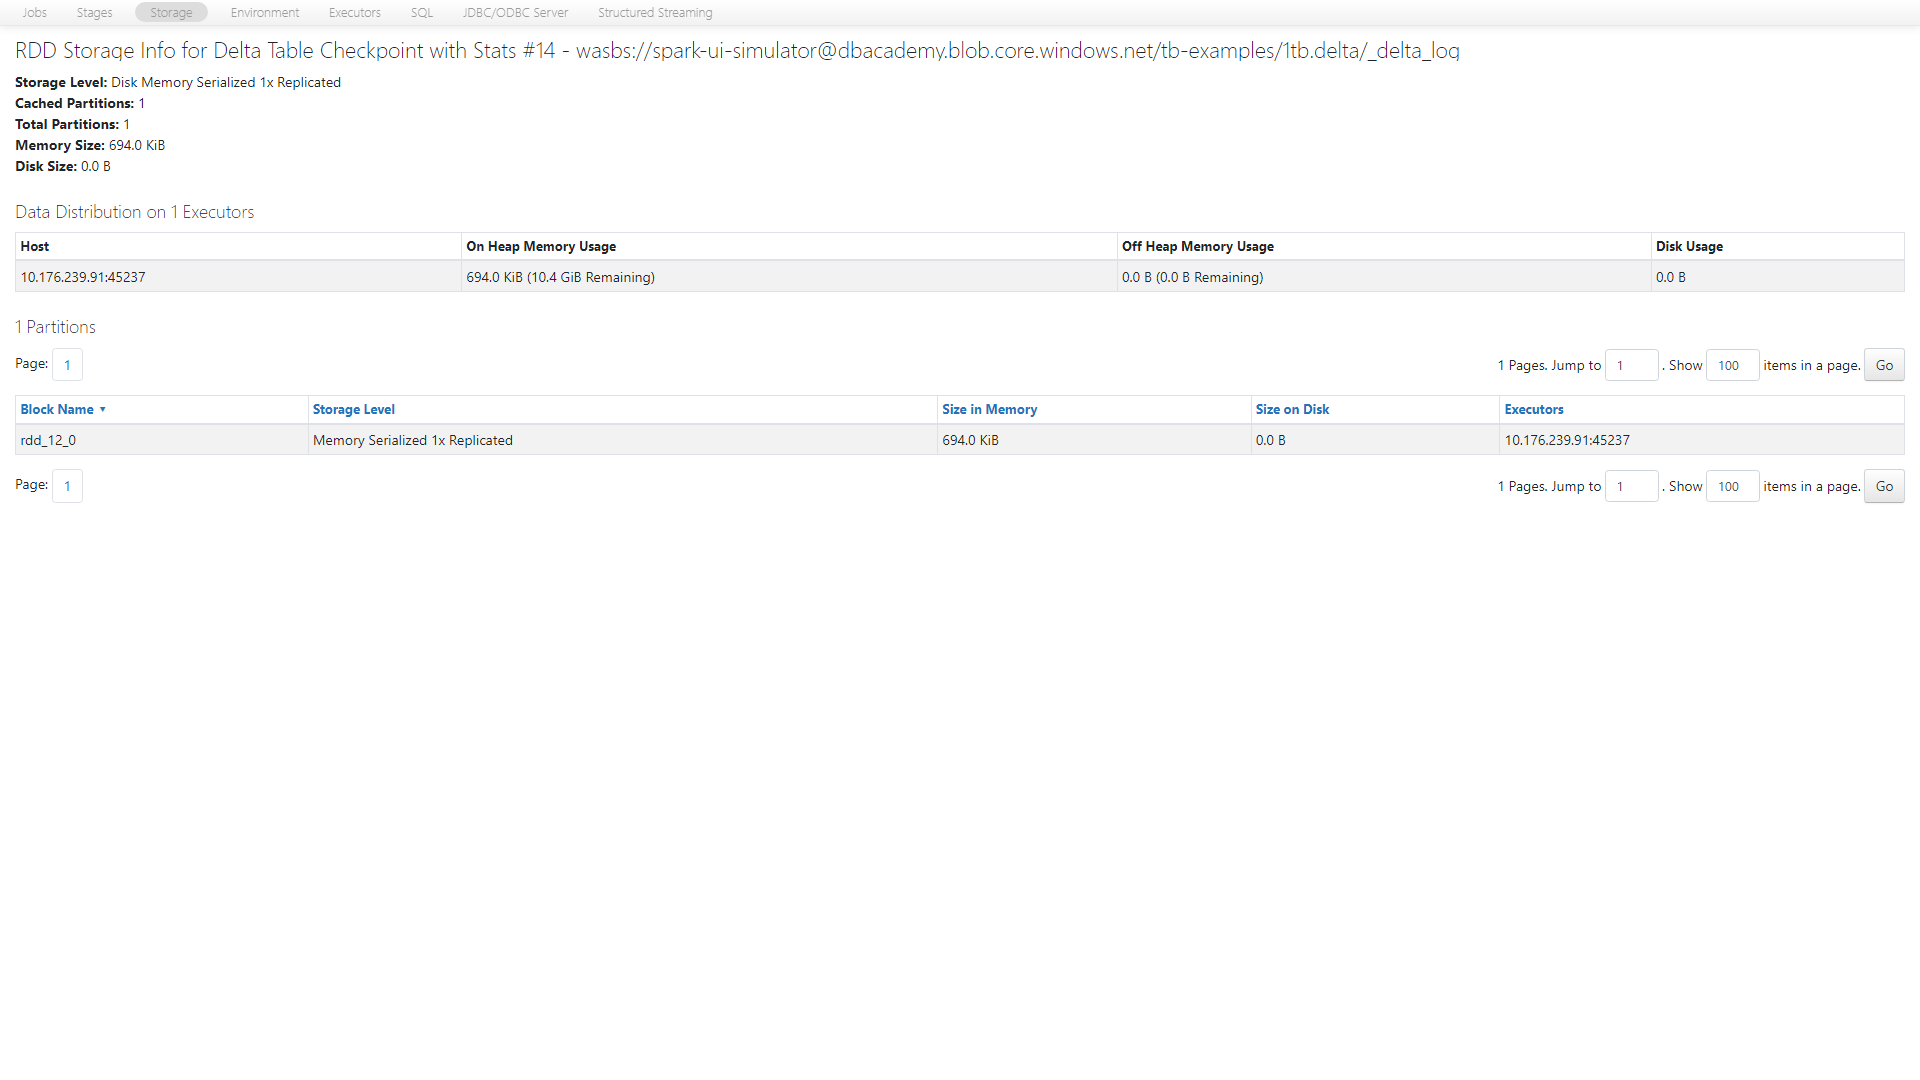 Jobs Stages Storage Environment Executors SQL JDBC/ODBC Server Structured Streaming
RDD Storage Info for Delta Table Checkpoint with Stats #14 - wasbs://spark-ui-simulator@dbacademy.blob.core.windows.net/tb-examples/1tb.delta/_delta_log
Storage Level: Disk Memory Serialized 1x Replicated
Cached Partitions: 1
Total Partitions: 1
Memory Size: 694.0 KiB
Disk Size: 0.0 B
Data Distribution on 1 Executors
Host On Heap Memory Usage Off Heap Memory Usage Disk Usage
10.176.239.91:45237 694.0 KiB (10.4 GiB Remaining) 0.0 B (0.0 B Remaining) 0.0 B
1 Partitions
Page: 1 1 Pages. Jump to 1 . Show 100 items in a page. Go
Block Name ▾ Storage Level Size in Memory Size on Disk Executors
rdd_12_0 Memory Serialized 1x Replicated 694.0 KiB 0.0 B 10.176.239.91:45237
Page: 1 1 Pages. Jump to 1 . Show 100 items in a page. Go